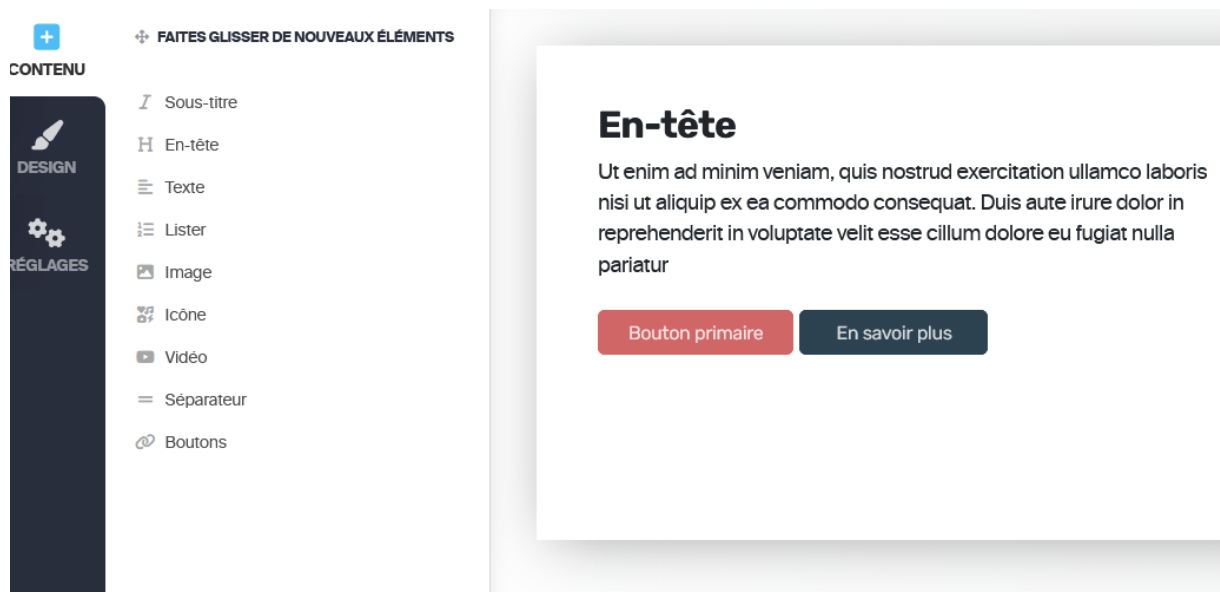 CONTENU
DESIGN
RÉGLAGES
FAITES GLISSER DE NOUVEAUX ÉLÉMENTS
Sous-titre
En-tête
Texte
Lister
Image
Icône
Vidéo
Séparateur
Boutons
En-tête
Ut enim ad minim veniam, quis nostrud exercitation ullamco laboris
nisi ut aliquip ex ea commodo consequat. Duis aute irure dolor in
reprehenderit in voluptate velit esse cillum dolore eu fugiat nulla
pariatur
Bouton primaire
En savoir plus